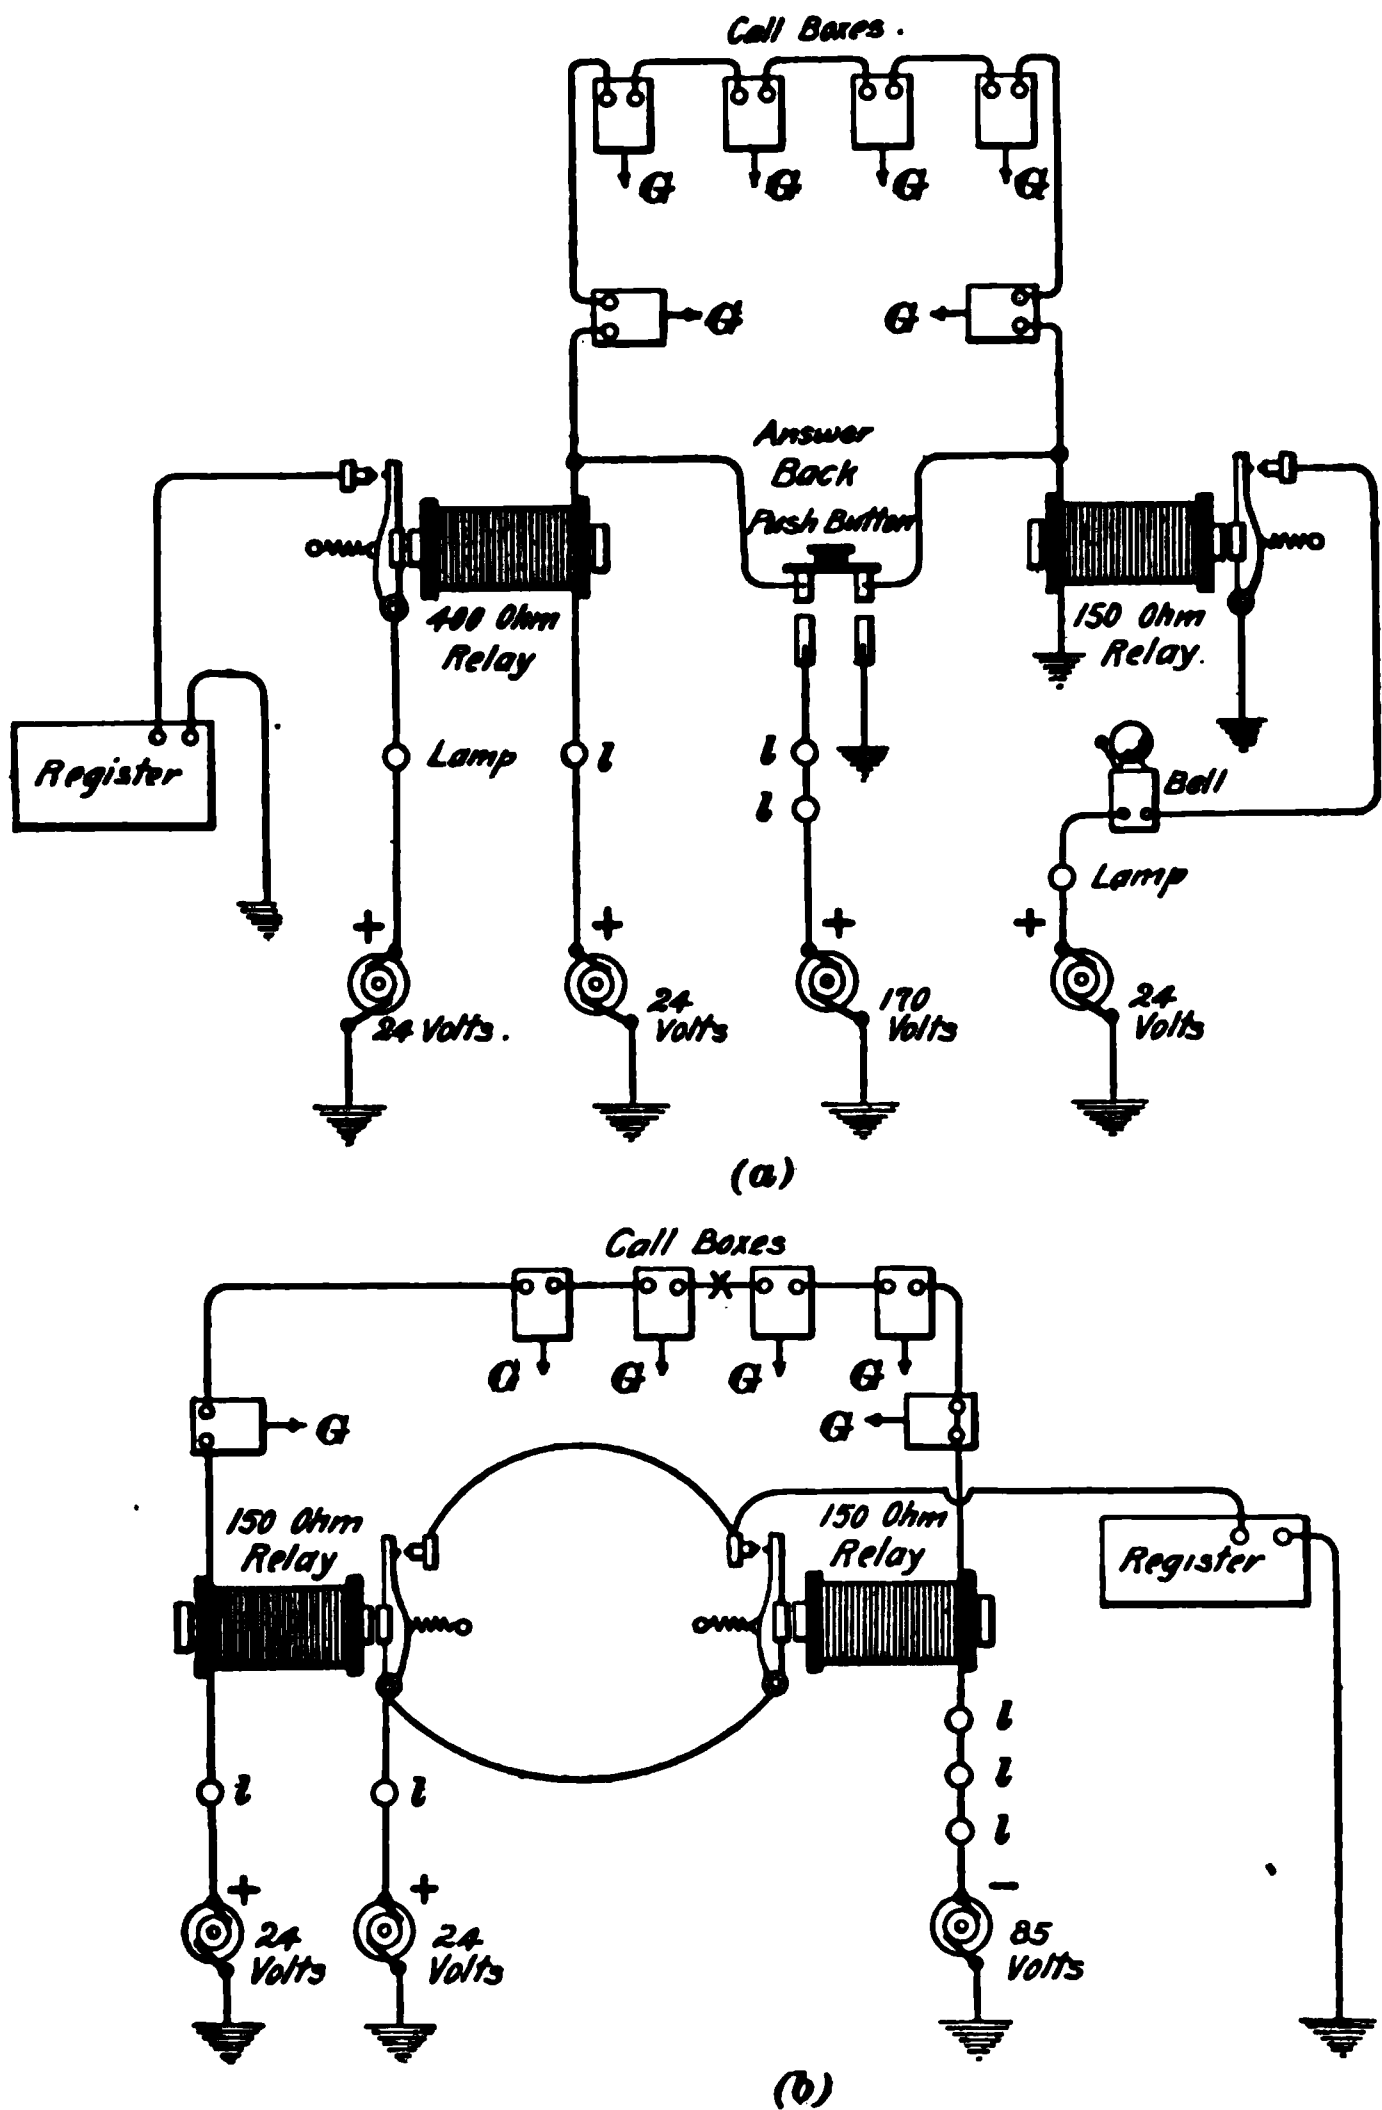 Call Boxes.
G G G G
G G
Answer
Back
Push Button
400 Ohm
Relay
150 Ohm
Relay.
Register
Lamp
l
l
l
Bell
Lamp
+ + + +
24 Volts.
24
Volts
170
Volts
24
Volts
(a)
Call Boxes
X
G G G G
G G
150 Ohm
Relay
150 Ohm
Relay
Register
l
l
l
l
l
+ + −
24
Volts
24
Volts
85
Volts
(b)